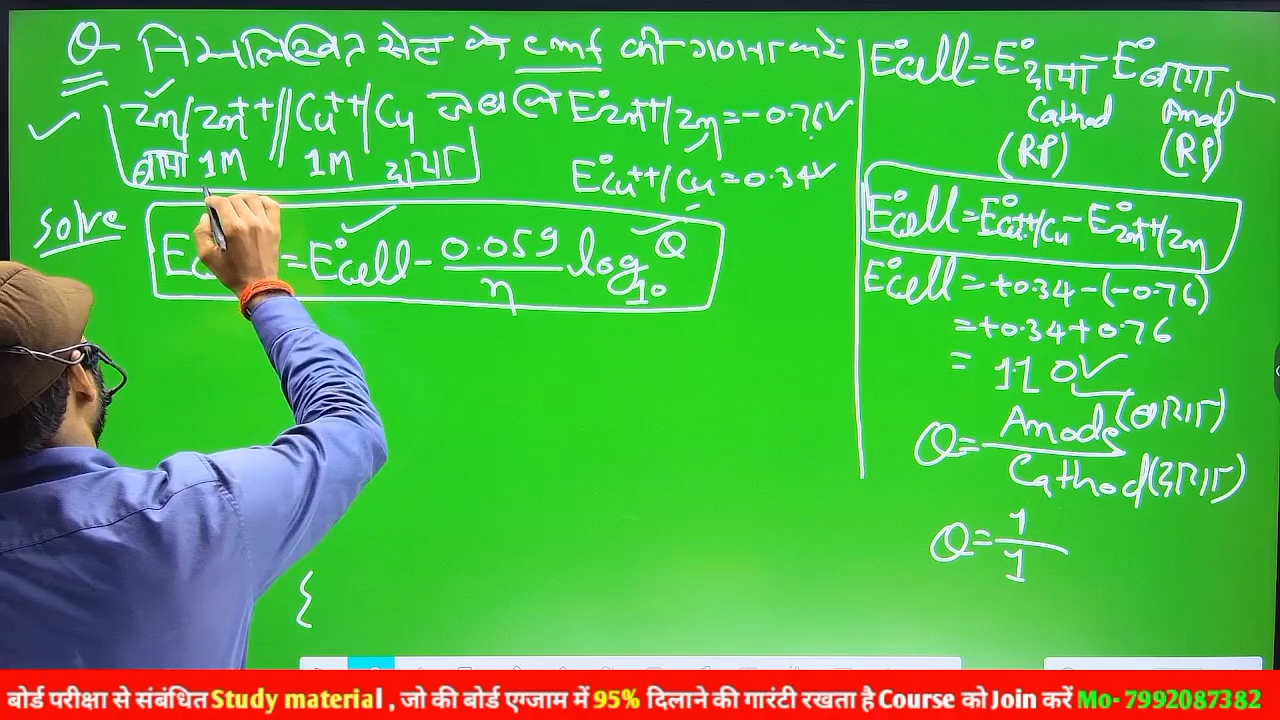 Q निम्नलिखित सेल के emf की गणना करें
Zn/Zn++//Cu++/Cu जबकि E°Zn++/Zn=-0.76V
बायां 1M 1M दायां
E°Cu++/Cu=0.34V
Solve
=E°cell-0.059/n log10 Q
E°cell=E°दायां-E°बायां
Cathod Anod
(RP) (RP)
E°cell=E°Cu++/Cu-E°Zn++/Zn
E°cell=+0.34-(-0.76)
=+0.34+0.76
=1.10V
Q=Anode(बायां)/Cathod(दायां)
Q=1/1
बोर्ड परीक्षा से संबंधित Study material , जो की बोर्ड एग्जाम में 95% दिलाने की गारंटी रखता है Course को Join करें Mo- 7992087382